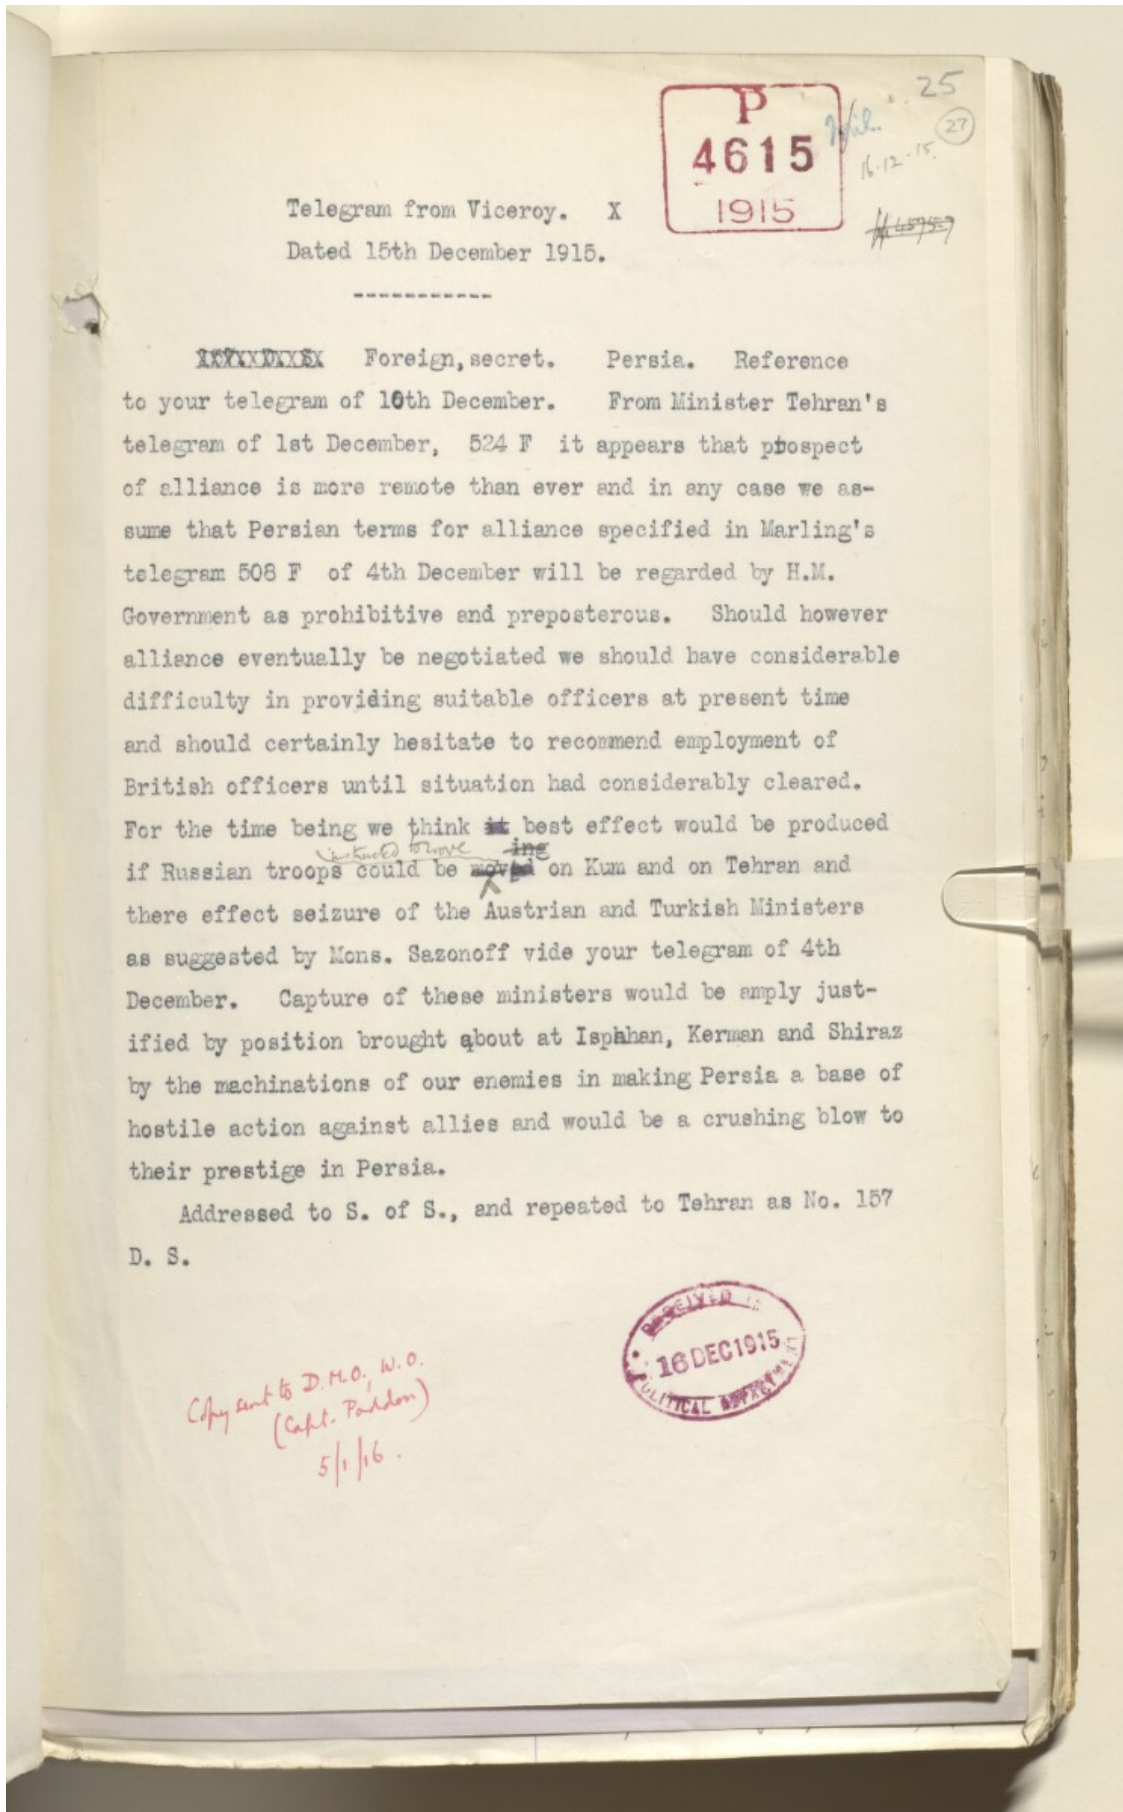 25
27
P
4615
1915
16.12.15.
Telegram from Viceroy. X
Dated 15th December 1915.
-----------
Foreign, secret. Persia. Reference
to your telegram of 10th December. From Minister Tehran's
telegram of 1st December, 524 F it appears that prospect
of alliance is more remote than ever and in any case we as-
sume that Persian terms for alliance specified in Marling's
telegram 508 F of 4th December will be regarded by H.M.
Government as prohibitive and preposterous. Should however
alliance eventually be negotiated we should have considerable
difficulty in providing suitable officers at present time
and should certainly hesitate to recommend employment of
British officers until situation had considerably cleared.
For the time being we think it best effect would be produced
instructed to move ing
if Russian troops could be moved on Kum and on Tehran and
there effect seizure of the Austrian and Turkish Ministers
as suggested by Mons. Sazonoff vide your telegram of 4th
December. Capture of these ministers would be amply just-
ified by position brought about at Ispahan, Kerman and Shiraz
by the machinations of our enemies in making Persia a base of
hostile action against allies and would be a crushing blow to
their prestige in Persia.
Addressed to S. of S., and repeated to Tehran as No. 157
D. S.
RECEIVED IN
16 DEC 1915
POLITICAL DEPARTMENT
Copy sent to D.M.O., W.O.
(Capt. Paddon)
5/1/16.